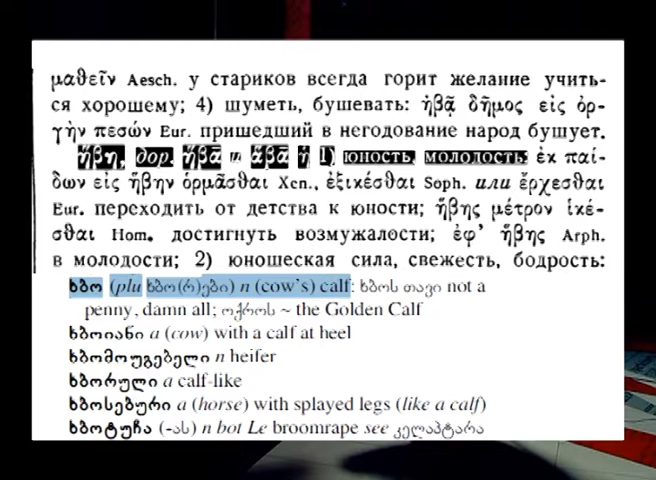 μαθεῖν Aesch. у стариков всегда горит желание учить-
ся хорошему; 4) шуметь, бушевать: ἡβᾷ δῆμος εἰς ὀρ-
γὴν πεσών Eur. пришедший в негодование народ бушует.
ἥβη, дор. ἥβᾱ и ἅβᾱ ἡ 1) юность, молодость: ἐκ παί-
δων εἰς ἥβην ὁρμᾶσθαι Xen., ἐξικέσθαι Soph. или ἔρχεσθαι
Eur. переходить от детства к юности; ἥβης μέτρον ἱκέ-
σθαι Hom. достигнуть возмужалости; ἐφ’ ἥβης Arph.
в молодости; 2) юношеская сила, свежесть, бодрость:
ხბო (plu ხბო(რ)ები) n (cow’s) calf: ხბოს თავი not a
penny, damn all; ოქროს ~ the Golden Calf
ხბოიანი a (cow) with a calf at heel
ხბომოუგებელი n heifer
ხბორული a calf-like
ხბოსებური a (horse) with splayed legs (like a calf)
ხბოტუჩა (-ას) n bot Le broomrape see კელაპტარა